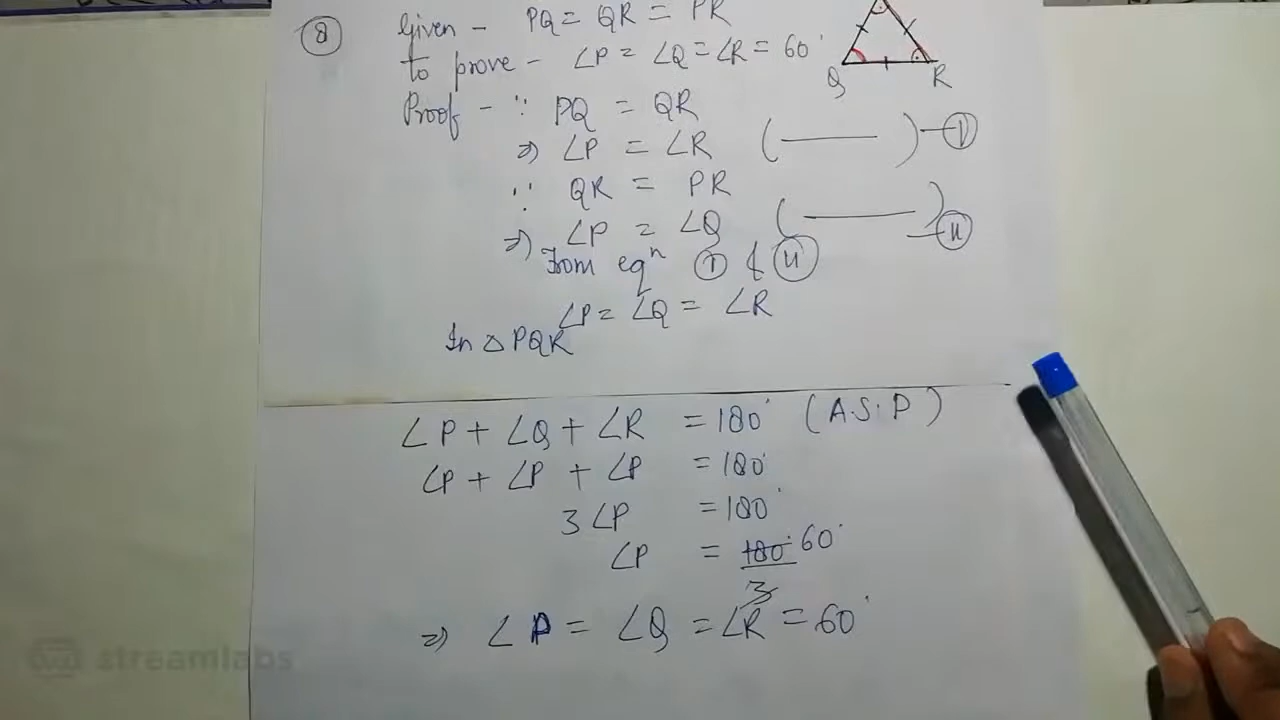 8 Given - PQ = QR = PR
to prove - ∠P = ∠Q = ∠R = 60°
Q R
Proof - ∵ PQ = QR
⇒ ∠P = ∠R ( —— ) — I
∵ QR = PR
⇒ ∠P = ∠Q ( —— ) — II
From eqⁿ I & II
∠P = ∠Q = ∠R
In △PQR
∠P + ∠Q + ∠R = 180° (A.S.P)
∠P + ∠P + ∠P = 180°
3∠P = 180°
∠P = 180°/3 60°
⇒ ∠P = ∠Q = ∠R = 60°
streamlabs